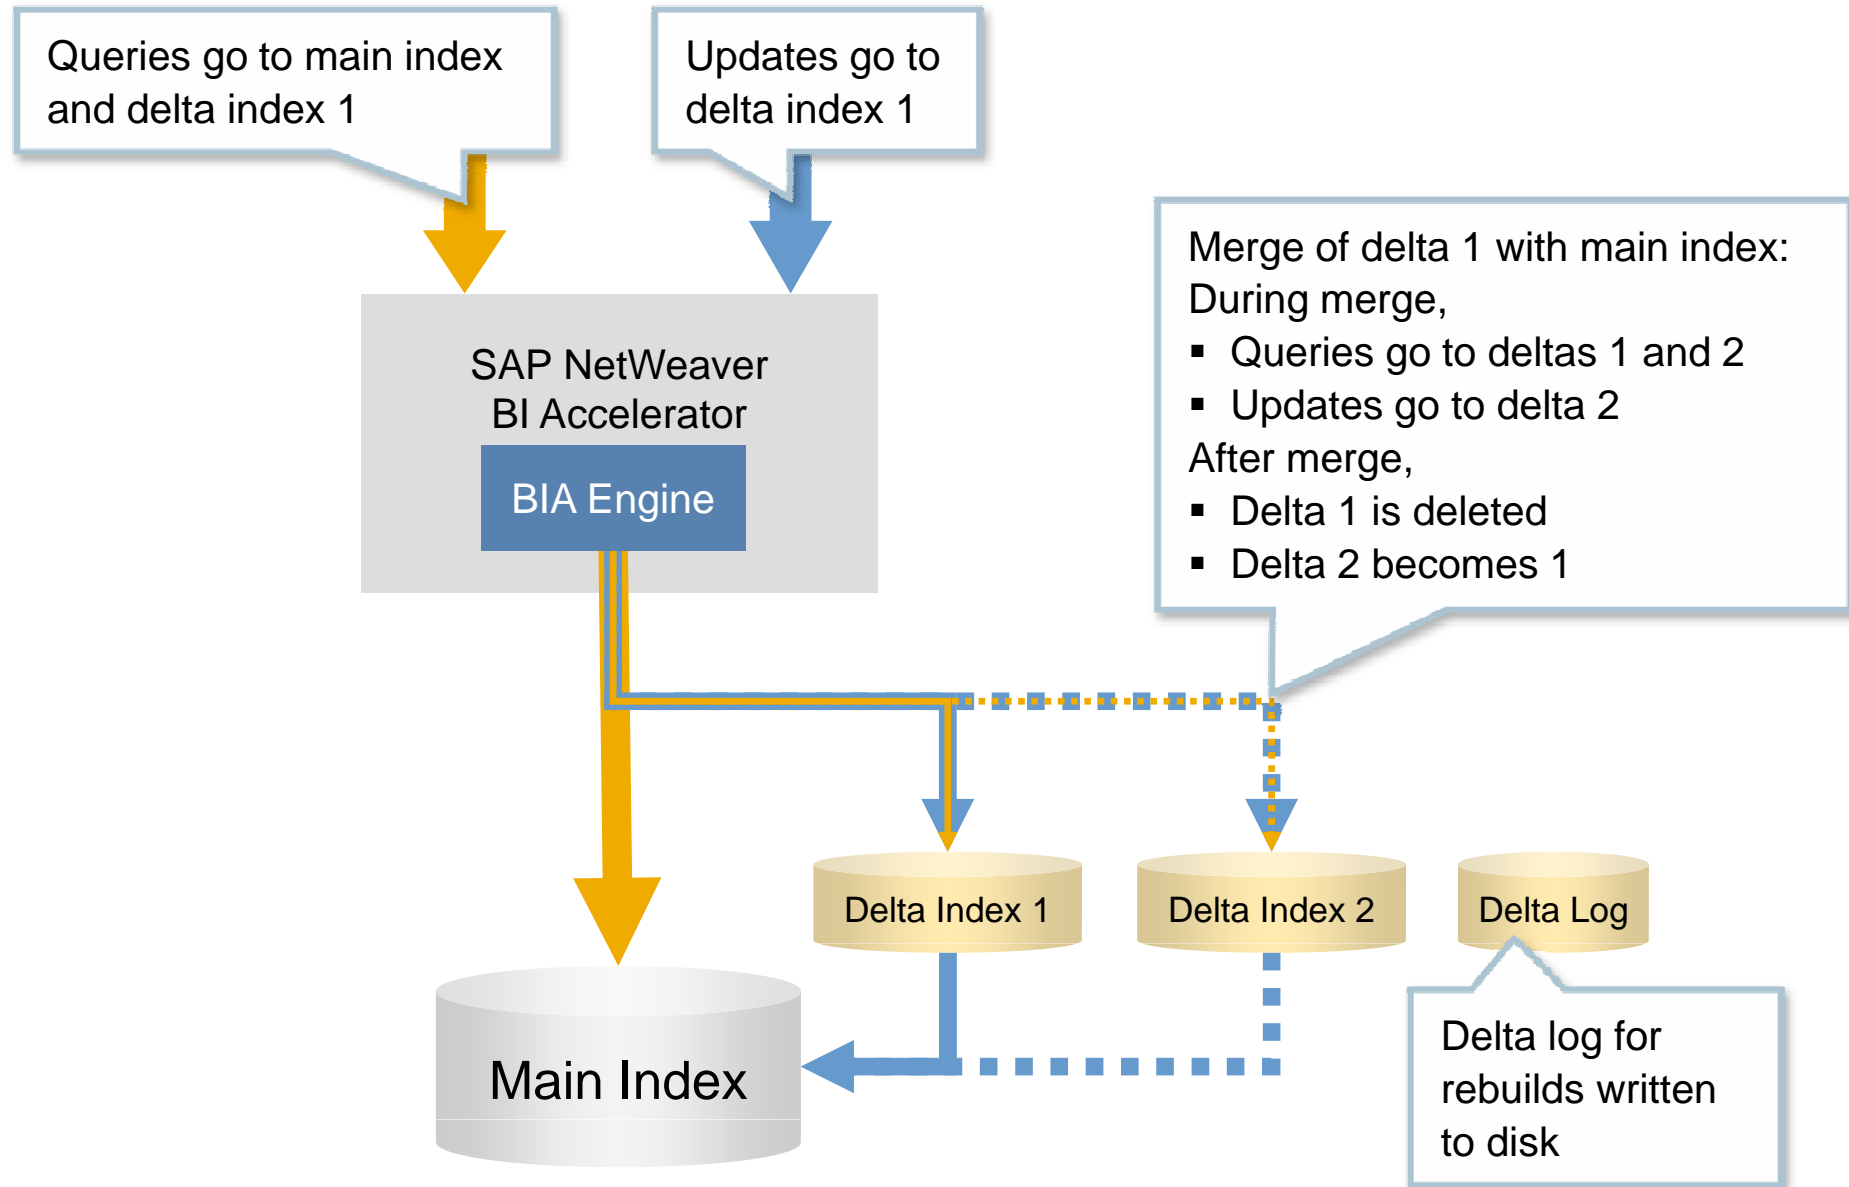 Queries go to main index
and delta index 1
Updates go to
delta index 1
Merge of delta 1 with main index:
During merge,
▪ Queries go to deltas 1 and 2
▪ Updates go to delta 2
After merge,
▪ Delta 1 is deleted
▪ Delta 2 becomes 1
SAP NetWeaver
BI Accelerator
BIA Engine
Delta Index 1
Delta Index 2
Delta Log
Main Index
Delta log for
rebuilds written
to disk